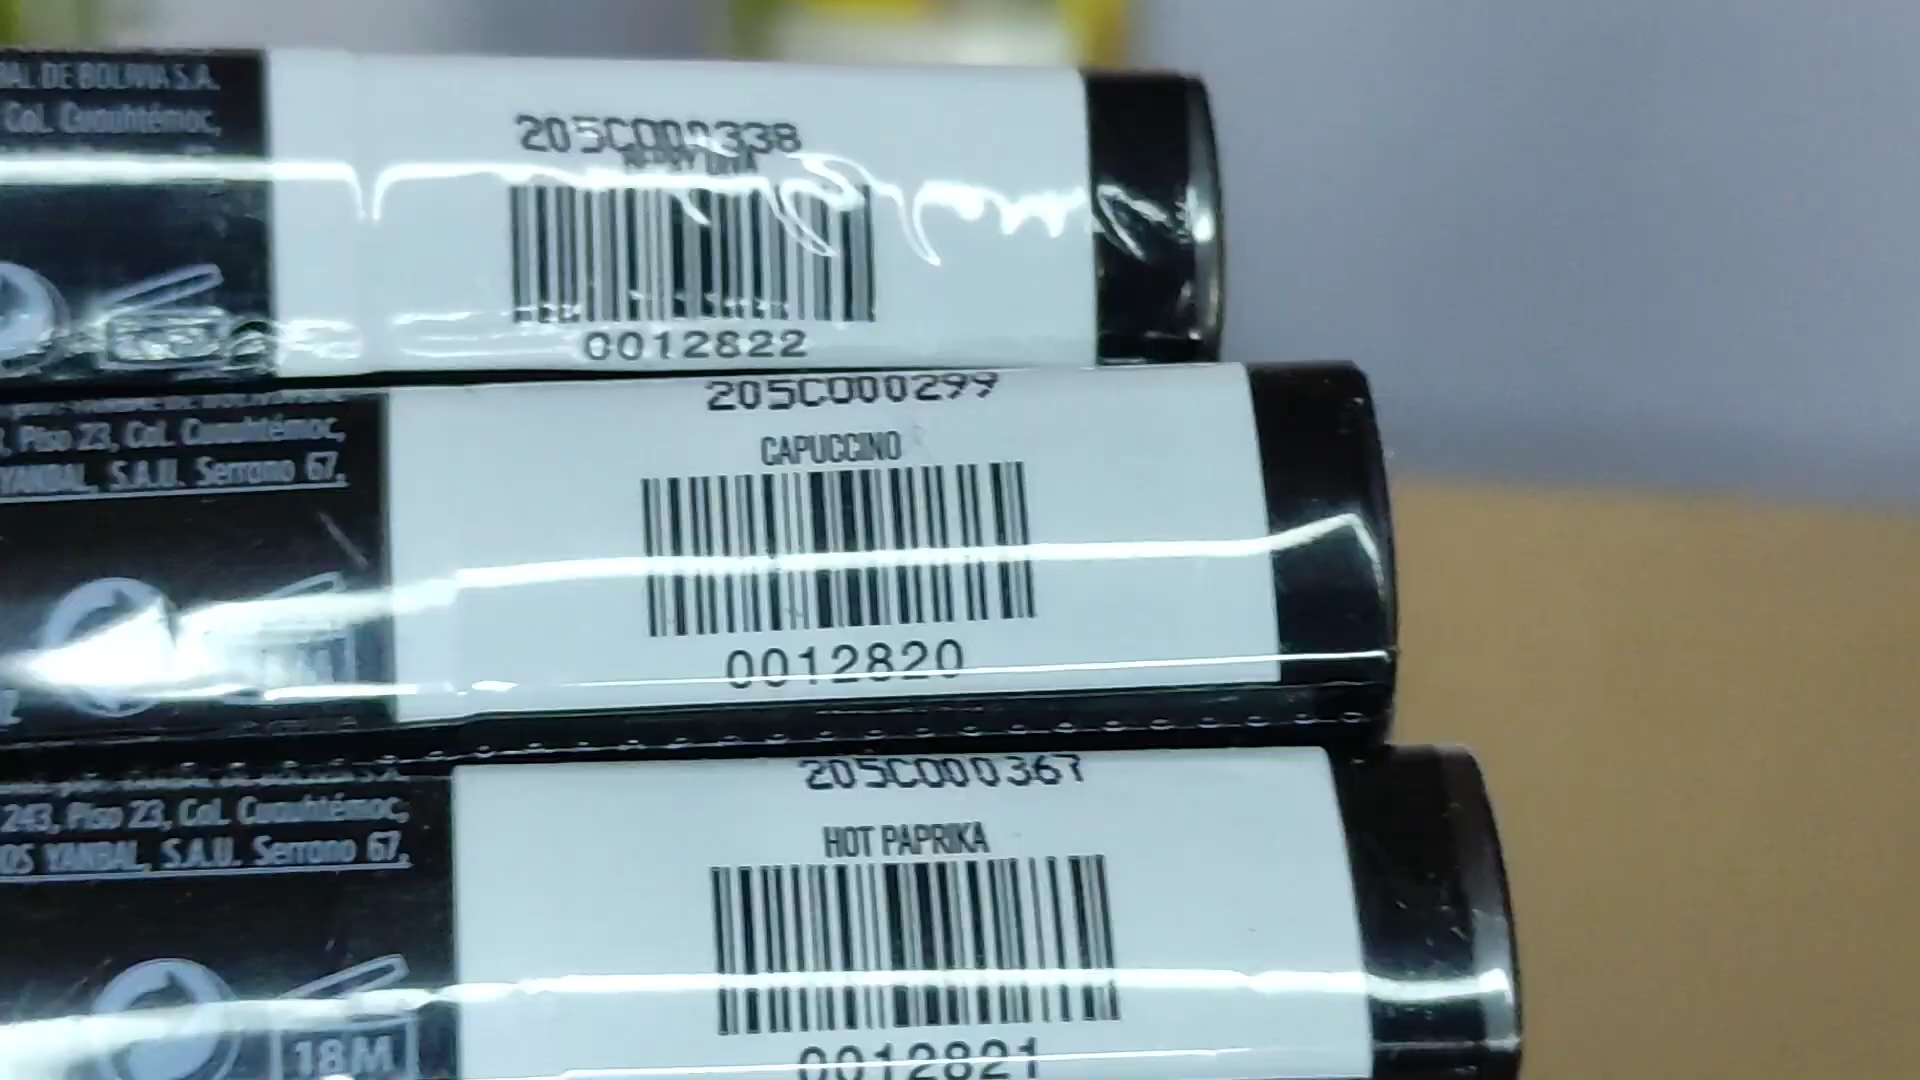 AL DE BOLIVIA S.A.
Col. Cuauhtémoc,
205C000338
0012822
Piso 23, Col. Cuauhtémoc,
YANBAL, S.A.U. Serrano 67,
205C000299
CAPUCCINO
0012820
243, Piso 23, Col. Cuauhtémoc,
OS YANBAL, S.A.U. Serrano 67,
18M
205C000367
HOT PAPRIKA
0012821